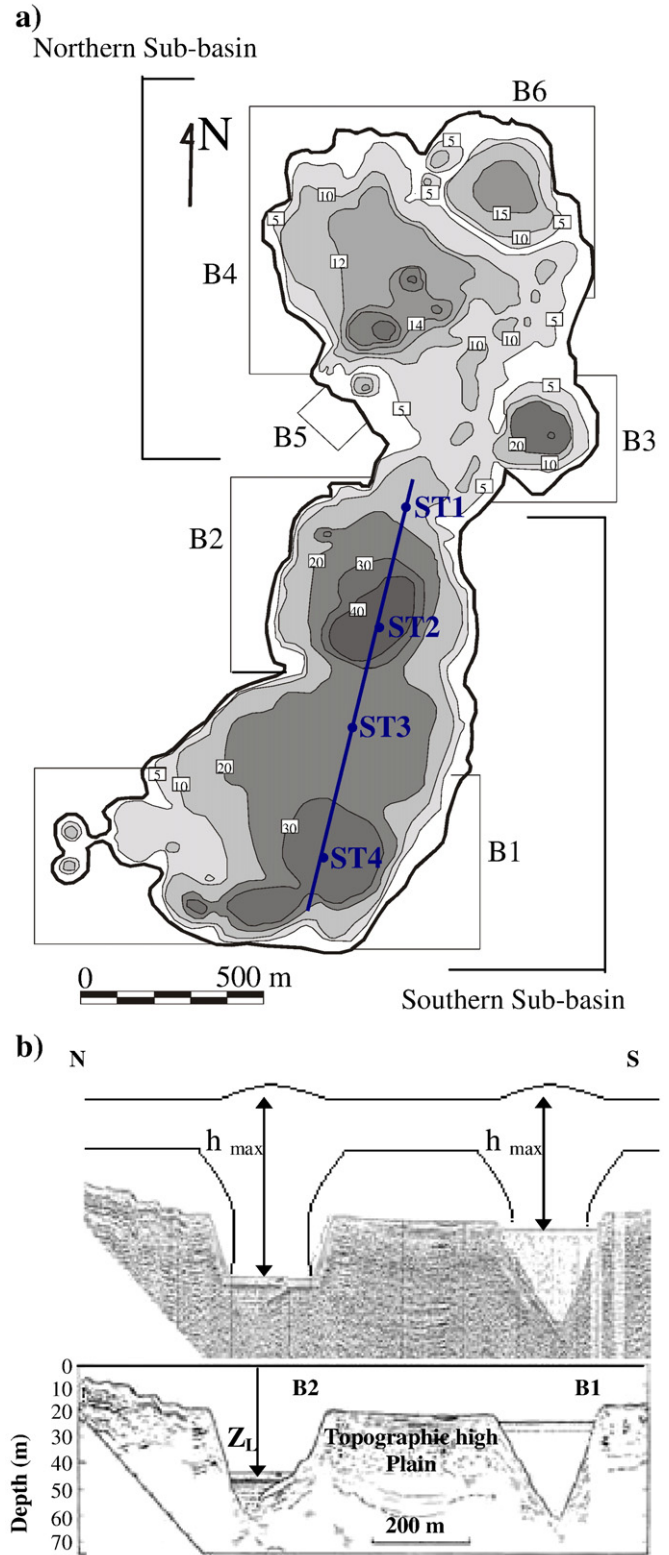 a)
Northern Sub-basin
N
B6
5
10
5
5
5
15
10
5
12
B4
14
10
10
5
5
5
B5
20
10
B3
5
ST1
B2
20
30
40
ST2
ST3
5
10
20
30
ST4
B1
0 500 m
Southern Sub-basin
b)
N S
h max h max
0
10
20
30
40
50
60
70
Depth (m)
B2 B1
ZL
Topographic high
Plain
200 m